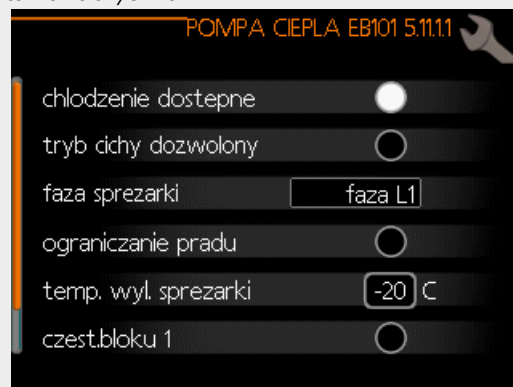 POMPA CIEPLA EB101 5.11.1.1
chlodzenie dostepne
tryb cichy dozwolony
faza sprezarki faza L1
ograniczanie pradu
temp. wyl. sprezarki -20 C
czest.bloku 1